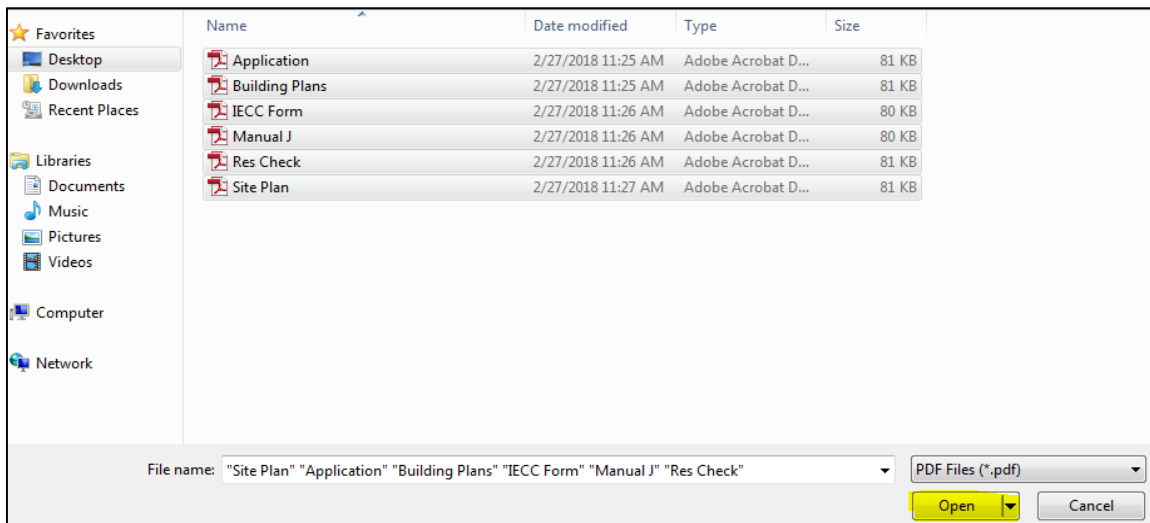 Favorites
Desktop
Downloads
Recent Places
Libraries
Documents
Music
Pictures
Videos
Computer
Network
Name Date modified Type Size
Application 2/27/2018 11:25 AM Adobe Acrobat D... 81 KB
Building Plans 2/27/2018 11:25 AM Adobe Acrobat D... 81 KB
IECC Form 2/27/2018 11:26 AM Adobe Acrobat D... 80 KB
Manual J 2/27/2018 11:26 AM Adobe Acrobat D... 80 KB
Res Check 2/27/2018 11:26 AM Adobe Acrobat D... 81 KB
Site Plan 2/27/2018 11:27 AM Adobe Acrobat D... 81 KB
File name: "Site Plan" "Application" "Building Plans" "IECC Form" "Manual J" "Res Check" PDF Files (*.pdf)
Open Cancel